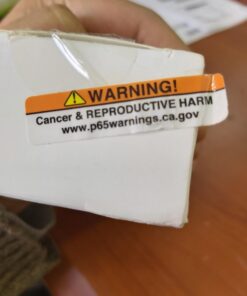 WARNING!
Cancer & REPRODUCTIVE HARM
www.p65warnings.ca.gov